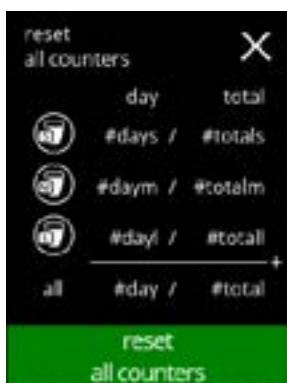 reset
all counters
day total
#days / #totals
#daym / #totalm
#dayl / #totall
+
all #day / #total
reset
all counters